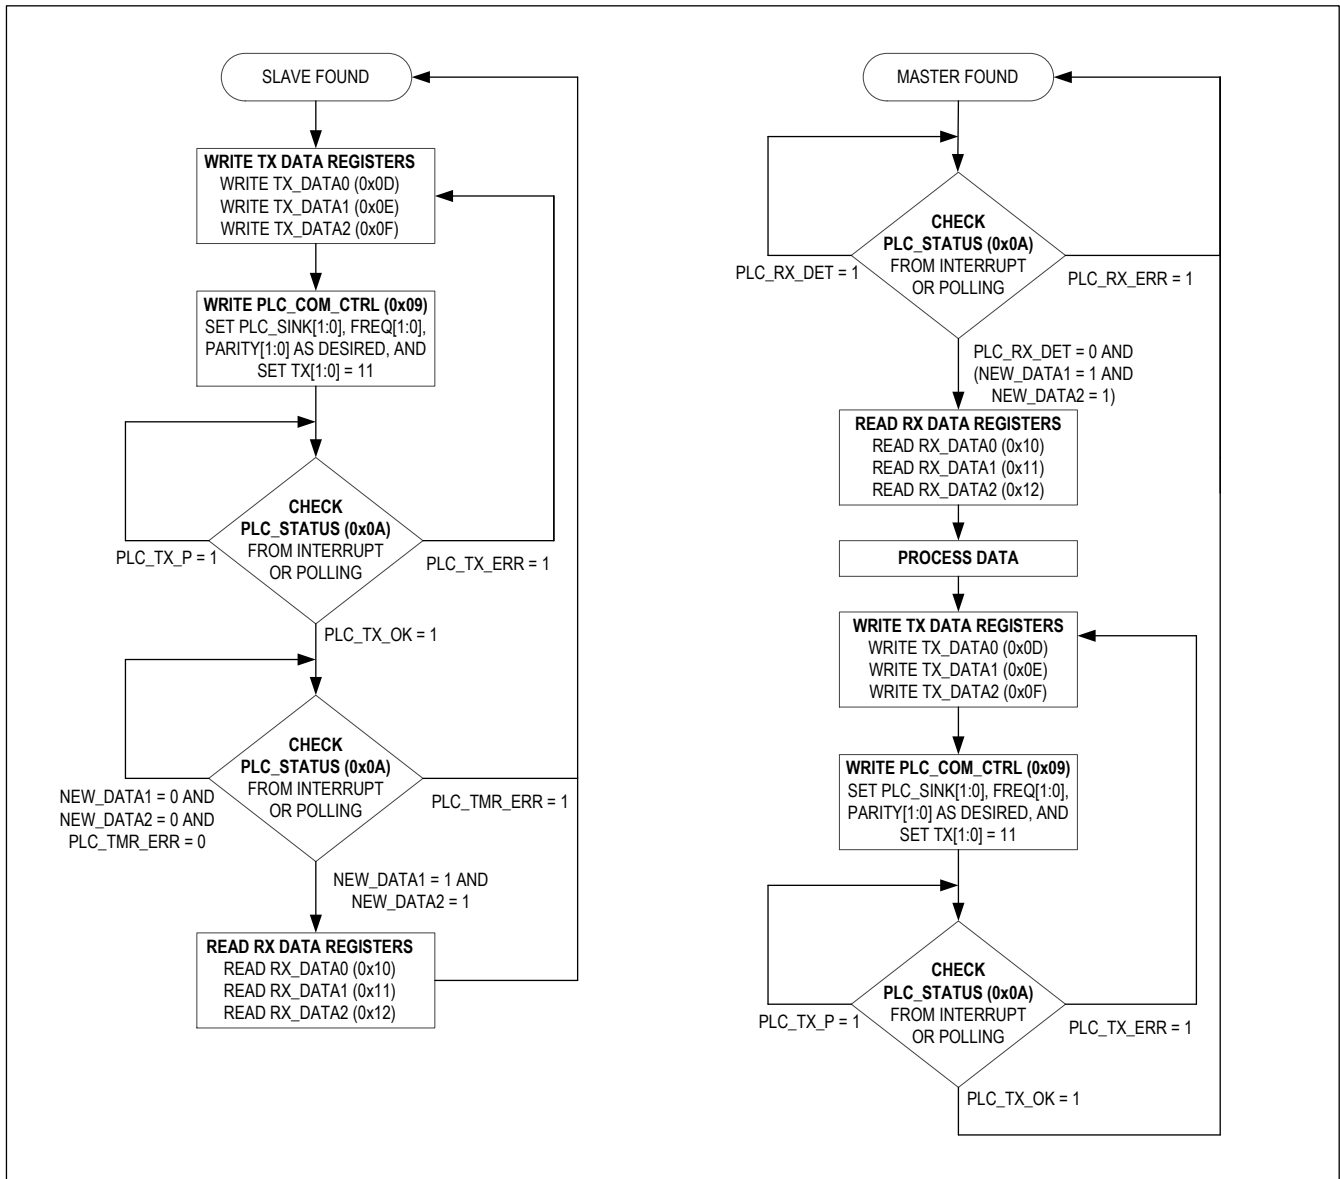 SLAVE FOUND
WRITE TX DATA REGISTERS
WRITE TX_DATA0 (0x0D)
WRITE TX_DATA1 (0x0E)
WRITE TX_DATA2 (0x0F)
WRITE PLC_COM_CTRL (0x09)
SET PLC_SINK[1:0], FREQ[1:0],
PARITY[1:0] AS DESIRED, AND
SET TX[1:0] = 11
CHECK
PLC_STATUS (0x0A)
FROM INTERRUPT
OR POLLING
PLC_TX_P = 1
PLC_TX_ERR = 1
PLC_TX_OK = 1
CHECK
PLC_STATUS (0x0A)
FROM INTERRUPT
OR POLLING
NEW_DATA1 = 0 AND
NEW_DATA2 = 0 AND
PLC_TMR_ERR = 0
PLC_TMR_ERR = 1
NEW_DATA1 = 1 AND
NEW_DATA2 = 1
READ RX DATA REGISTERS
READ RX_DATA0 (0x10)
READ RX_DATA1 (0x11)
READ RX_DATA2 (0x12)
MASTER FOUND
CHECK
PLC_STATUS (0x0A)
FROM INTERRUPT
OR POLLING
PLC_RX_DET = 1
PLC_RX_ERR = 1
PLC_RX_DET = 0 AND
(NEW_DATA1 = 1 AND
NEW_DATA2 = 1)
READ RX DATA REGISTERS
READ RX_DATA0 (0x10)
READ RX_DATA1 (0x11)
READ RX_DATA2 (0x12)
PROCESS DATA
WRITE TX DATA REGISTERS
WRITE TX_DATA0 (0x0D)
WRITE TX_DATA1 (0x0E)
WRITE TX_DATA2 (0x0F)
WRITE PLC_COM_CTRL (0x09)
SET PLC_SINK[1:0], FREQ[1:0],
PARITY[1:0] AS DESIRED, AND
SET TX[1:0] = 11
CHECK
PLC_STATUS (0x0A)
FROM INTERRUPT
OR POLLING
PLC_TX_P = 1
PLC_TX_ERR = 1
PLC_TX_OK = 1